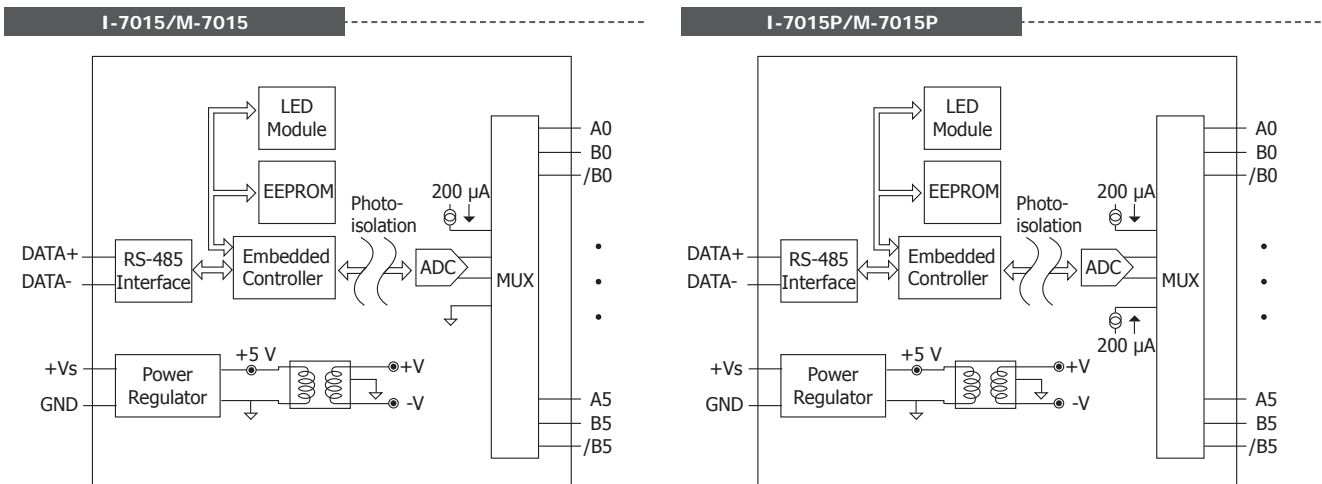 I-7015/M-7015
LED
Module
EEPROM
Photo-
isolation
200 µA
A0
B0
/B0
DATA+
DATA-
RS-485
Interface
Embedded
Controller
ADC
MUX
+Vs
GND
Power
Regulator
+5 V
+V
-V
A5
B5
/B5
I-7015P/M-7015P
LED
Module
EEPROM
Photo-
isolation
200 µA
A0
B0
/B0
DATA+
DATA-
RS-485
Interface
Embedded
Controller
ADC
MUX
200 µA
+Vs
GND
Power
Regulator
+5 V
+V
-V
A5
B5
/B5